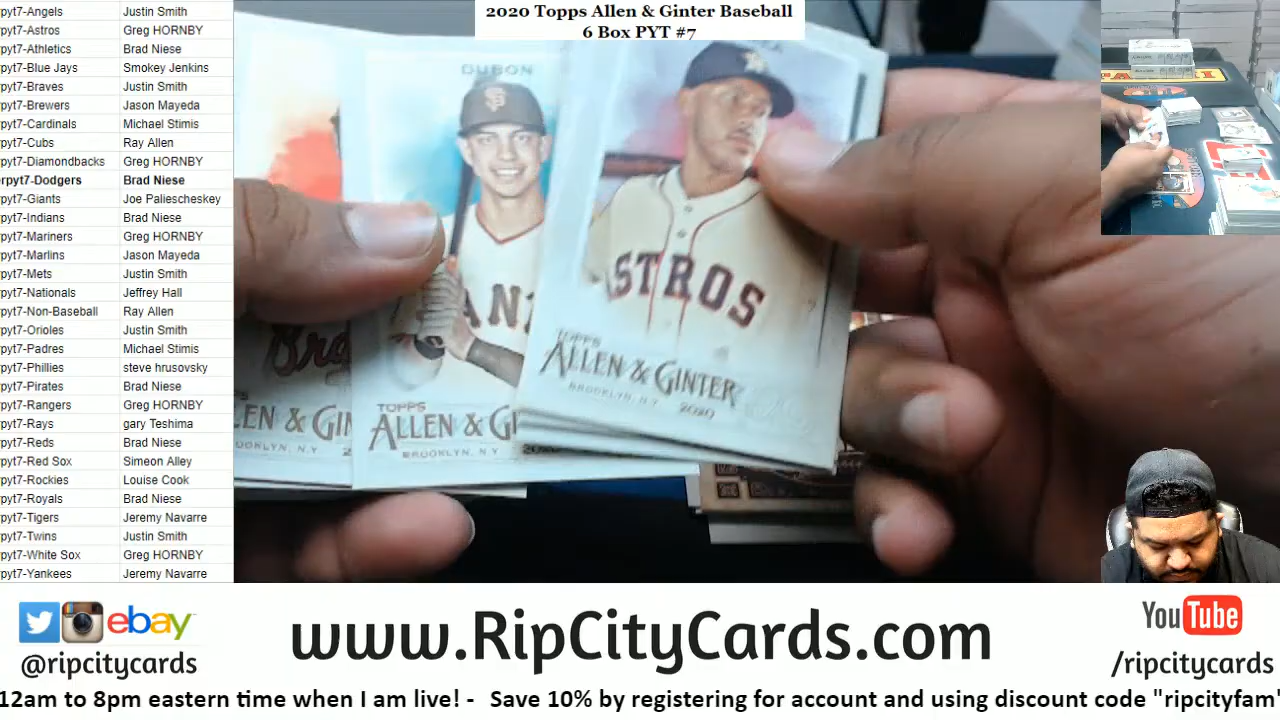 2020 Topps Allen & Ginter Baseball
6 Box PYT #7
pyt7-Angels Justin Smith
pyt7-Astros Greg HORNBY
pyt7-Athletics Brad Niese
pyt7-Blue Jays Smokey Jenkins
pyt7-Braves Justin Smith
pyt7-Brewers Jason Mayeda
pyt7-Cardinals Michael Stimis
pyt7-Cubs Ray Allen
pyt7-Diamondbacks Greg HORNBY
rpyt7-Dodgers Brad Niese
pyt7-Giants Joe Paliescheskey
pyt7-Indians Brad Niese
pyt7-Mariners Greg HORNBY
pyt7-Marlins Jason Mayeda
pyt7-Mets Justin Smith
pyt7-Nationals Jeffrey Hall
pyt7-Non-Baseball Ray Allen
pyt7-Orioles Justin Smith
pyt7-Padres Michael Stimis
pyt7-Phillies steve hrusovsky
pyt7-Pirates Brad Niese
pyt7-Rangers Greg HORNBY
pyt7-Rays gary Teshima
pyt7-Reds Brad Niese
pyt7-Red Sox Simeon Alley
pyt7-Rockies Louise Cook
pyt7-Royals Brad Niese
pyt7-Tigers Jeremy Navarre
pyt7-Twins Justin Smith
pyt7-White Sox Greg HORNBY
pyt7-Yankees Jeremy Navarre
LEN & GIN
OOKLYN, N.Y
DUBON
ANT
TOPPS
ALLEN & GI
BROOKLYN, N.Y
STROS
TOPPS
ALLEN & GINTER
BROOKLYN, N.Y
2020
ebay
@ripcitycards
www.RipCityCards.com
YouTube
/ripcitycards
12am to 8pm eastern time when I am live! - Save 10% by registering for account and using discount code "ripcityfam"